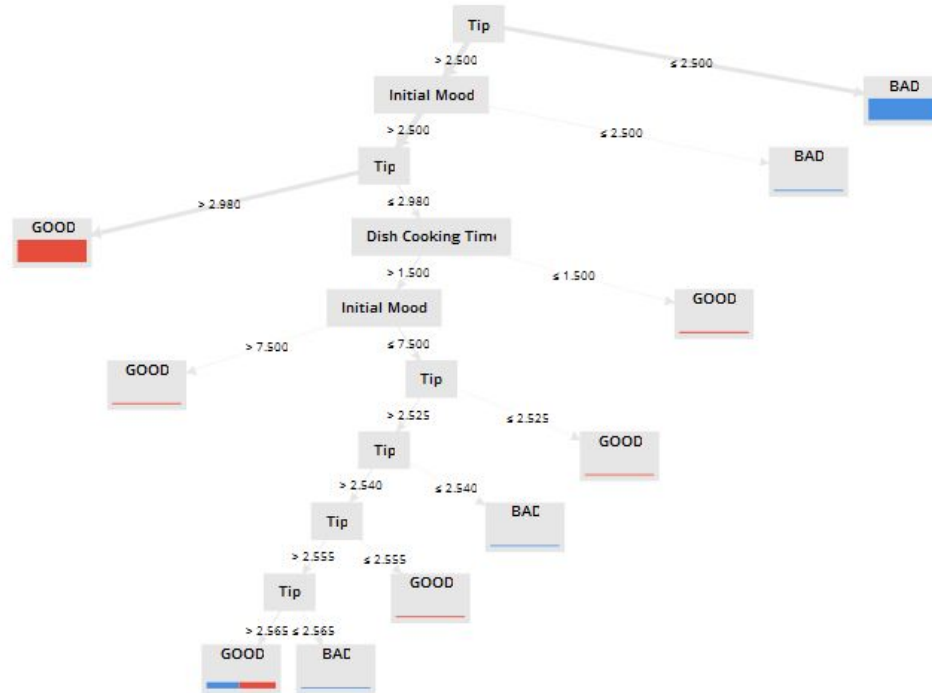 Tip
> 2.500
≤ 2.500
Initial Mood
BAD
> 2.500
≤ 2.500
Tip
BAD
> 2.980
≤ 2.980
GOOD
Dish Cooking Time
> 1.500
≤ 1.500
Initial Mood
GOOD
> 7.500
≤ 7.500
GOOD
Tip
> 2.525
≤ 2.525
Tip
GOOD
> 2.540
≤ 2.540
Tip
BAD
> 2.555
≤ 2.555
Tip
GOOD
> 2.565 ≤ 2.565
GOOD
BAD